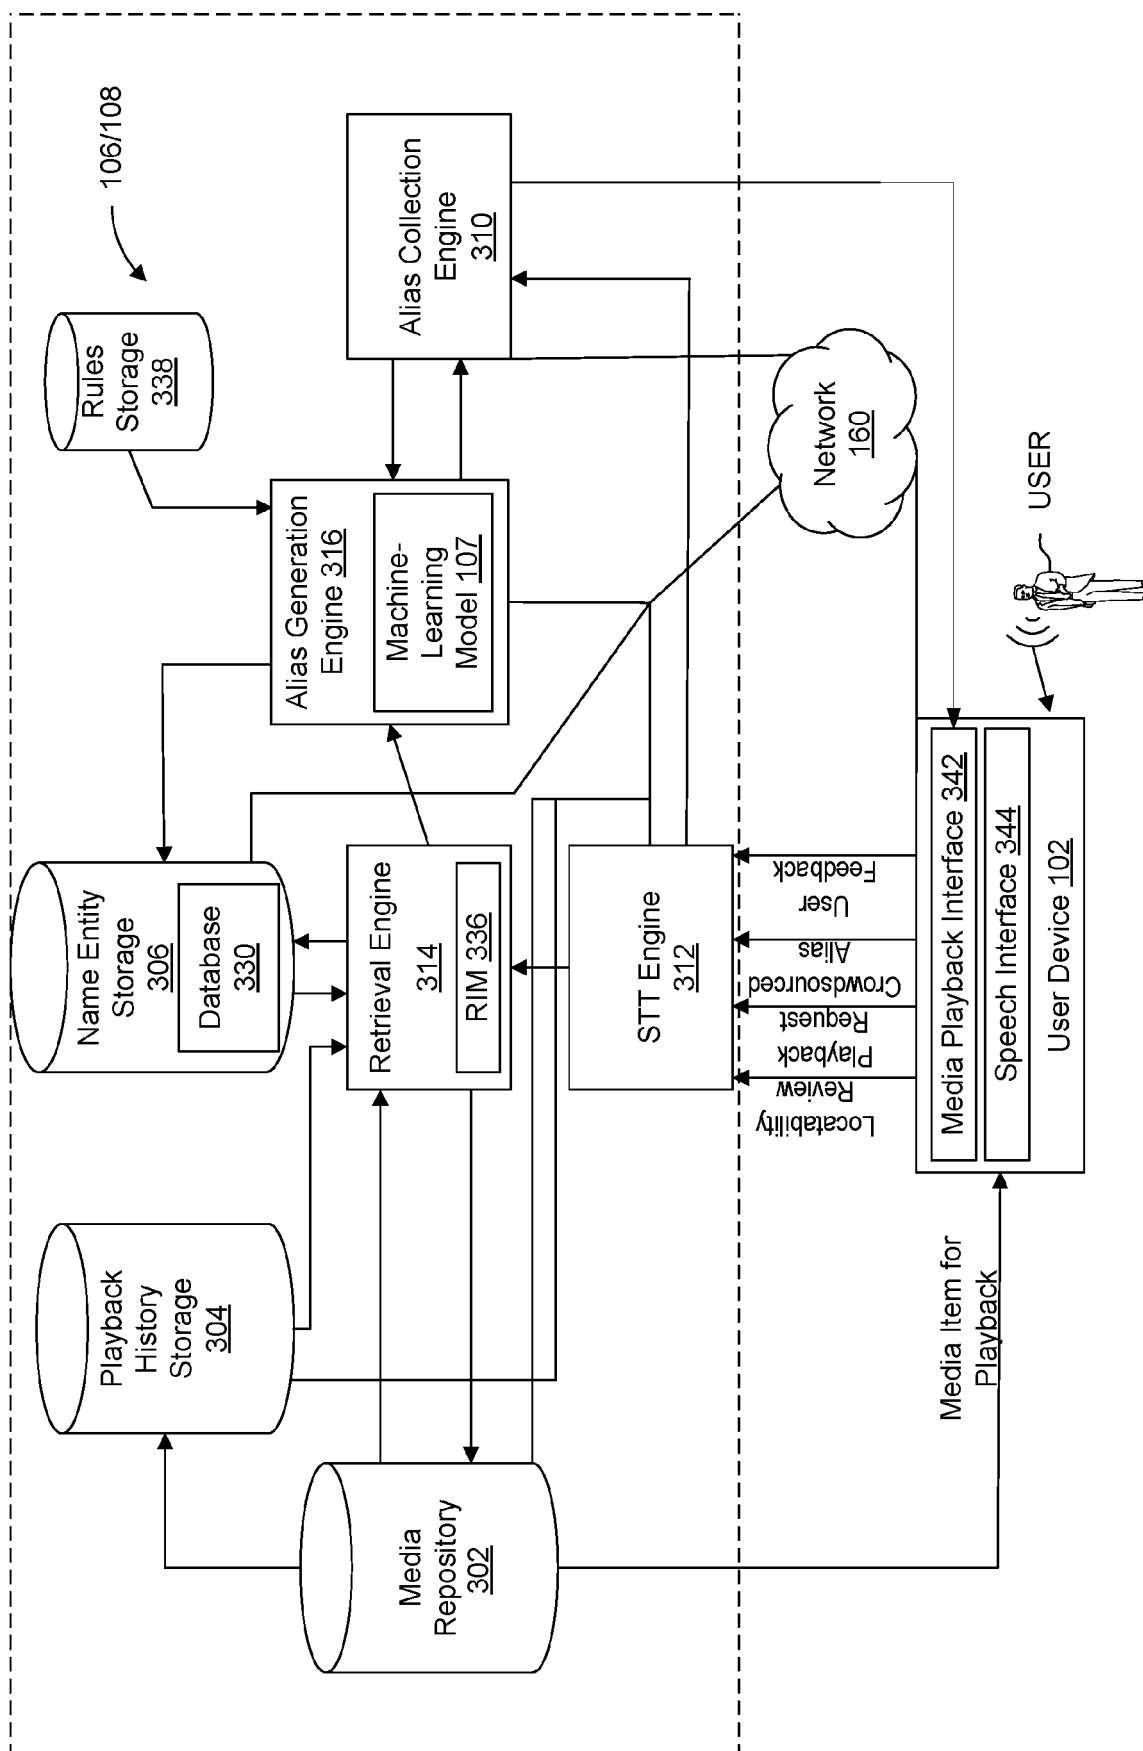 106/108
Rules
Storage
338
Alias Collection
Engine
310
Alias Generation
Engine 316
Machine-
Learning
Model 107
Name Entity
Storage
306
Database
330
Playback
History
Storage
304
Media
Repository
302
Retrieval Engine
314
RIM 336
STT Engine
312
Network
160
USER
Locatability
Review
Playback
Request
Crowdsourced
Alias
User
Feedback
Media Playback Interface 342
Speech Interface 344
User Device 102
Media Item for
Playback